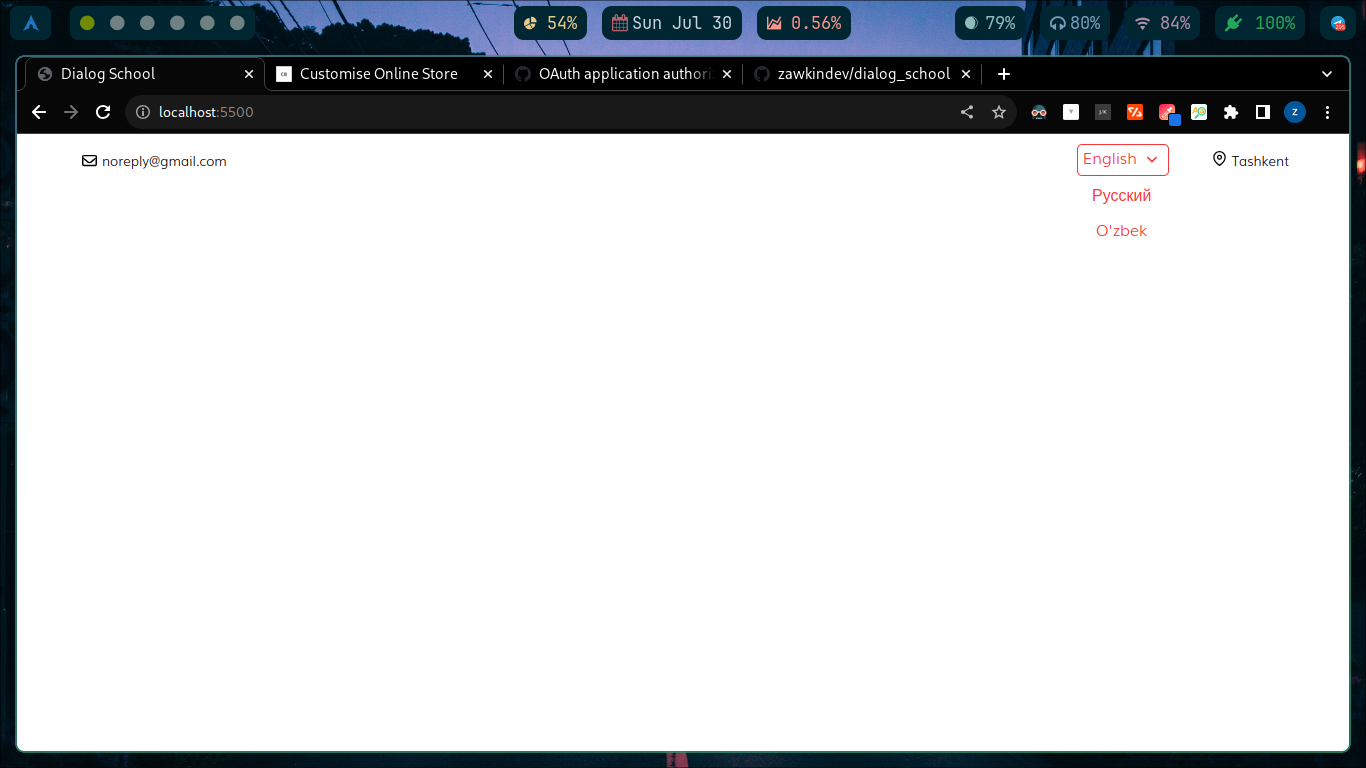 54% Sun Jul 30 0.56% 79% 80% 84% 100%
Dialog School Customise Online Store OAuth application authori zawkindev/dialog_school
localhost:5500 z
noreply@gmail.com English Tashkent
Русский
O'zbek